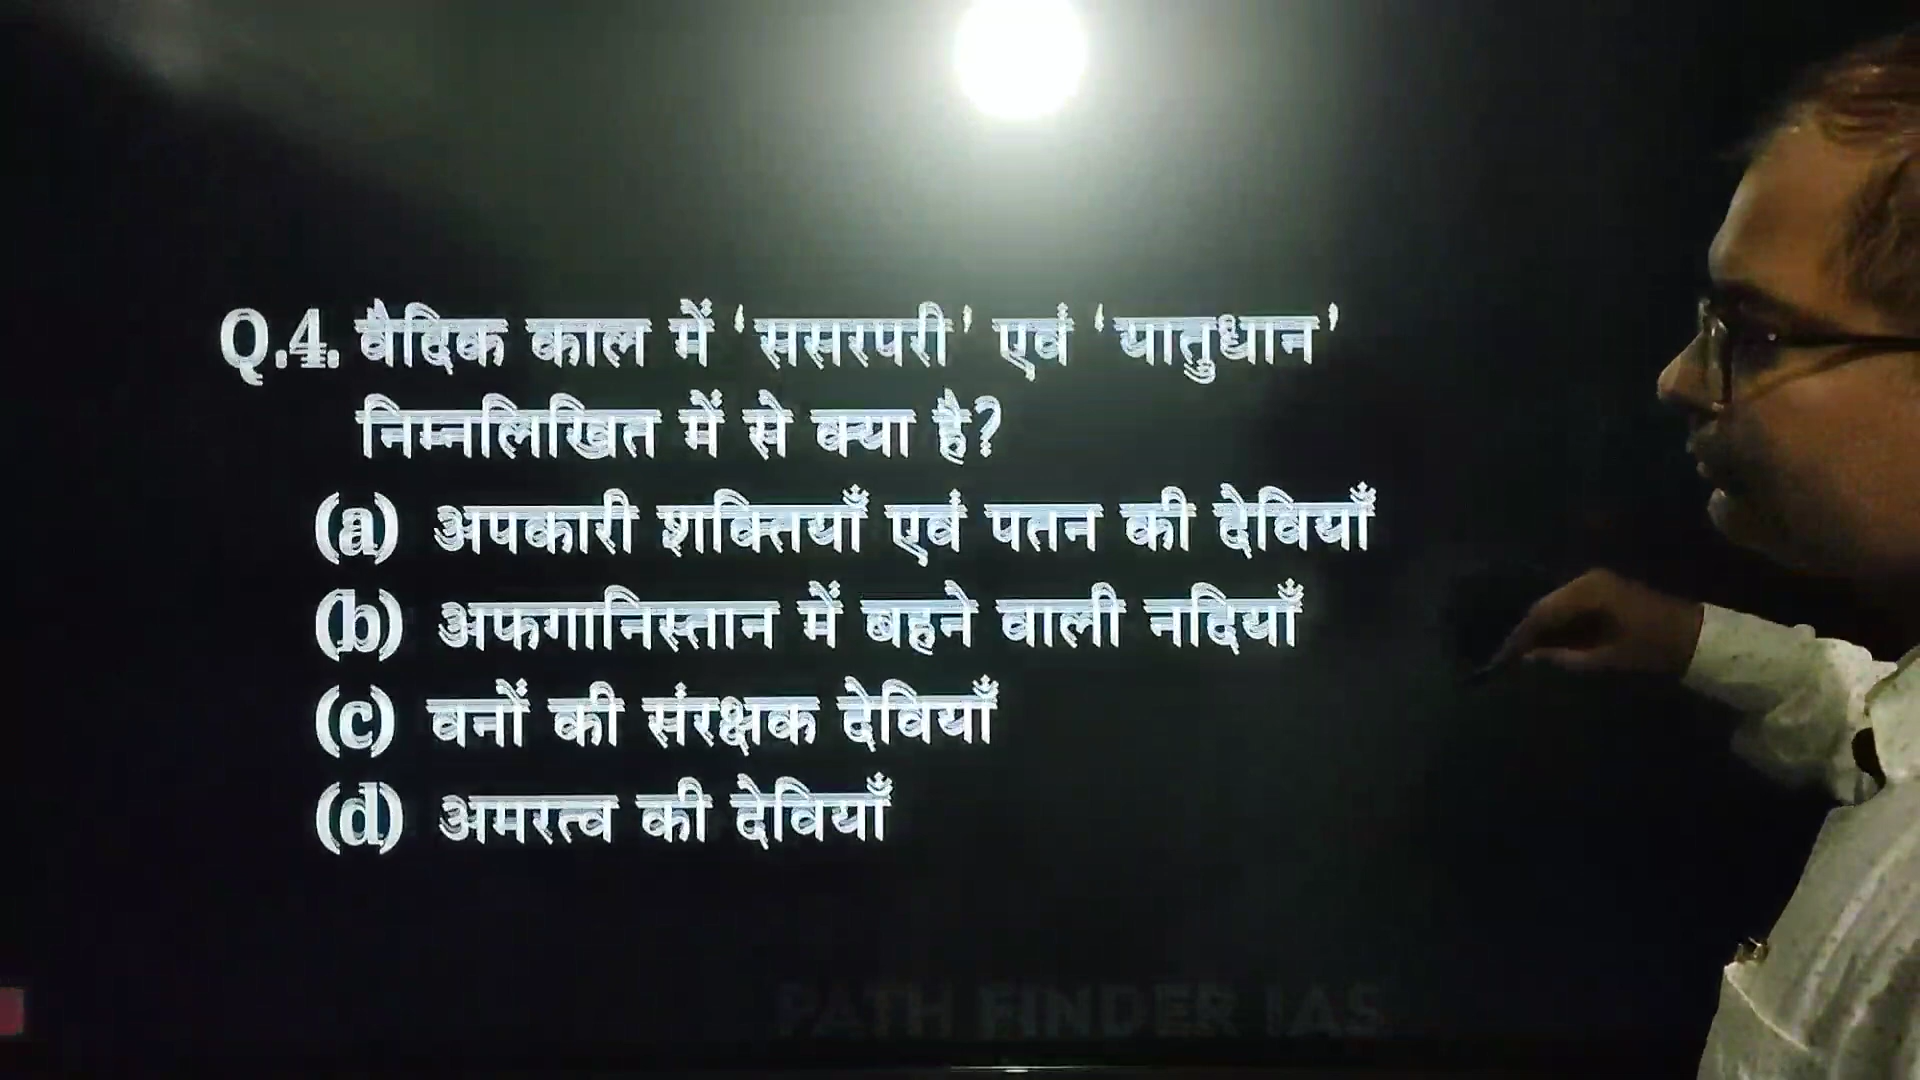 Q.4. वैदिक काल में ‘ससरपरी’ एवं ‘यातुधान’
निम्नलिखित में से क्या है?
(a) अपकारी शक्तियाँ एवं पतन की देवियाँ
(b) अफगानिस्तान में बहने वाली नदियाँ
(c) वनों की संरक्षक देवियाँ
(d) अमरत्व की देवियाँ
PATH FINDER IAS